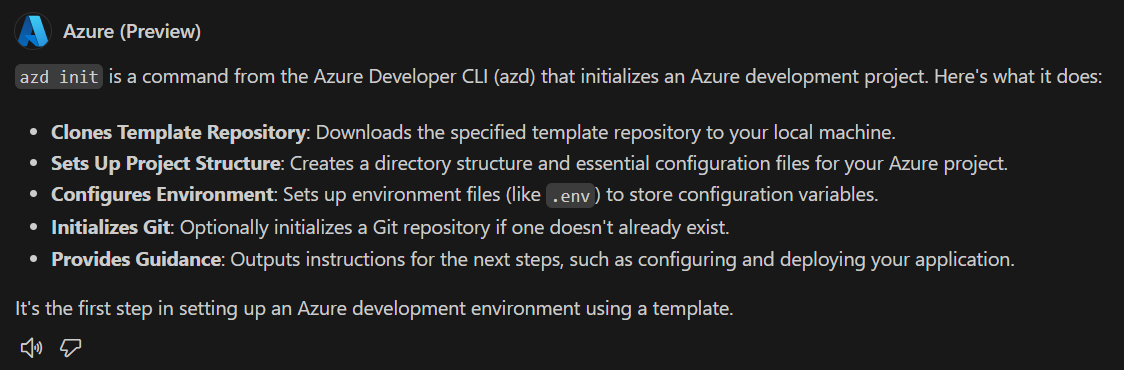 Azure (Preview)
azd init is a command from the Azure Developer CLI (azd) that initializes an Azure development project. Here's what it does:
• Clones Template Repository: Downloads the specified template repository to your local machine.
• Sets Up Project Structure: Creates a directory structure and essential configuration files for your Azure project.
• Configures Environment: Sets up environment files (like .env) to store configuration variables.
• Initializes Git: Optionally initializes a Git repository if one doesn't already exist.
• Provides Guidance: Outputs instructions for the next steps, such as configuring and deploying your application.
It's the first step in setting up an Azure development environment using a template.